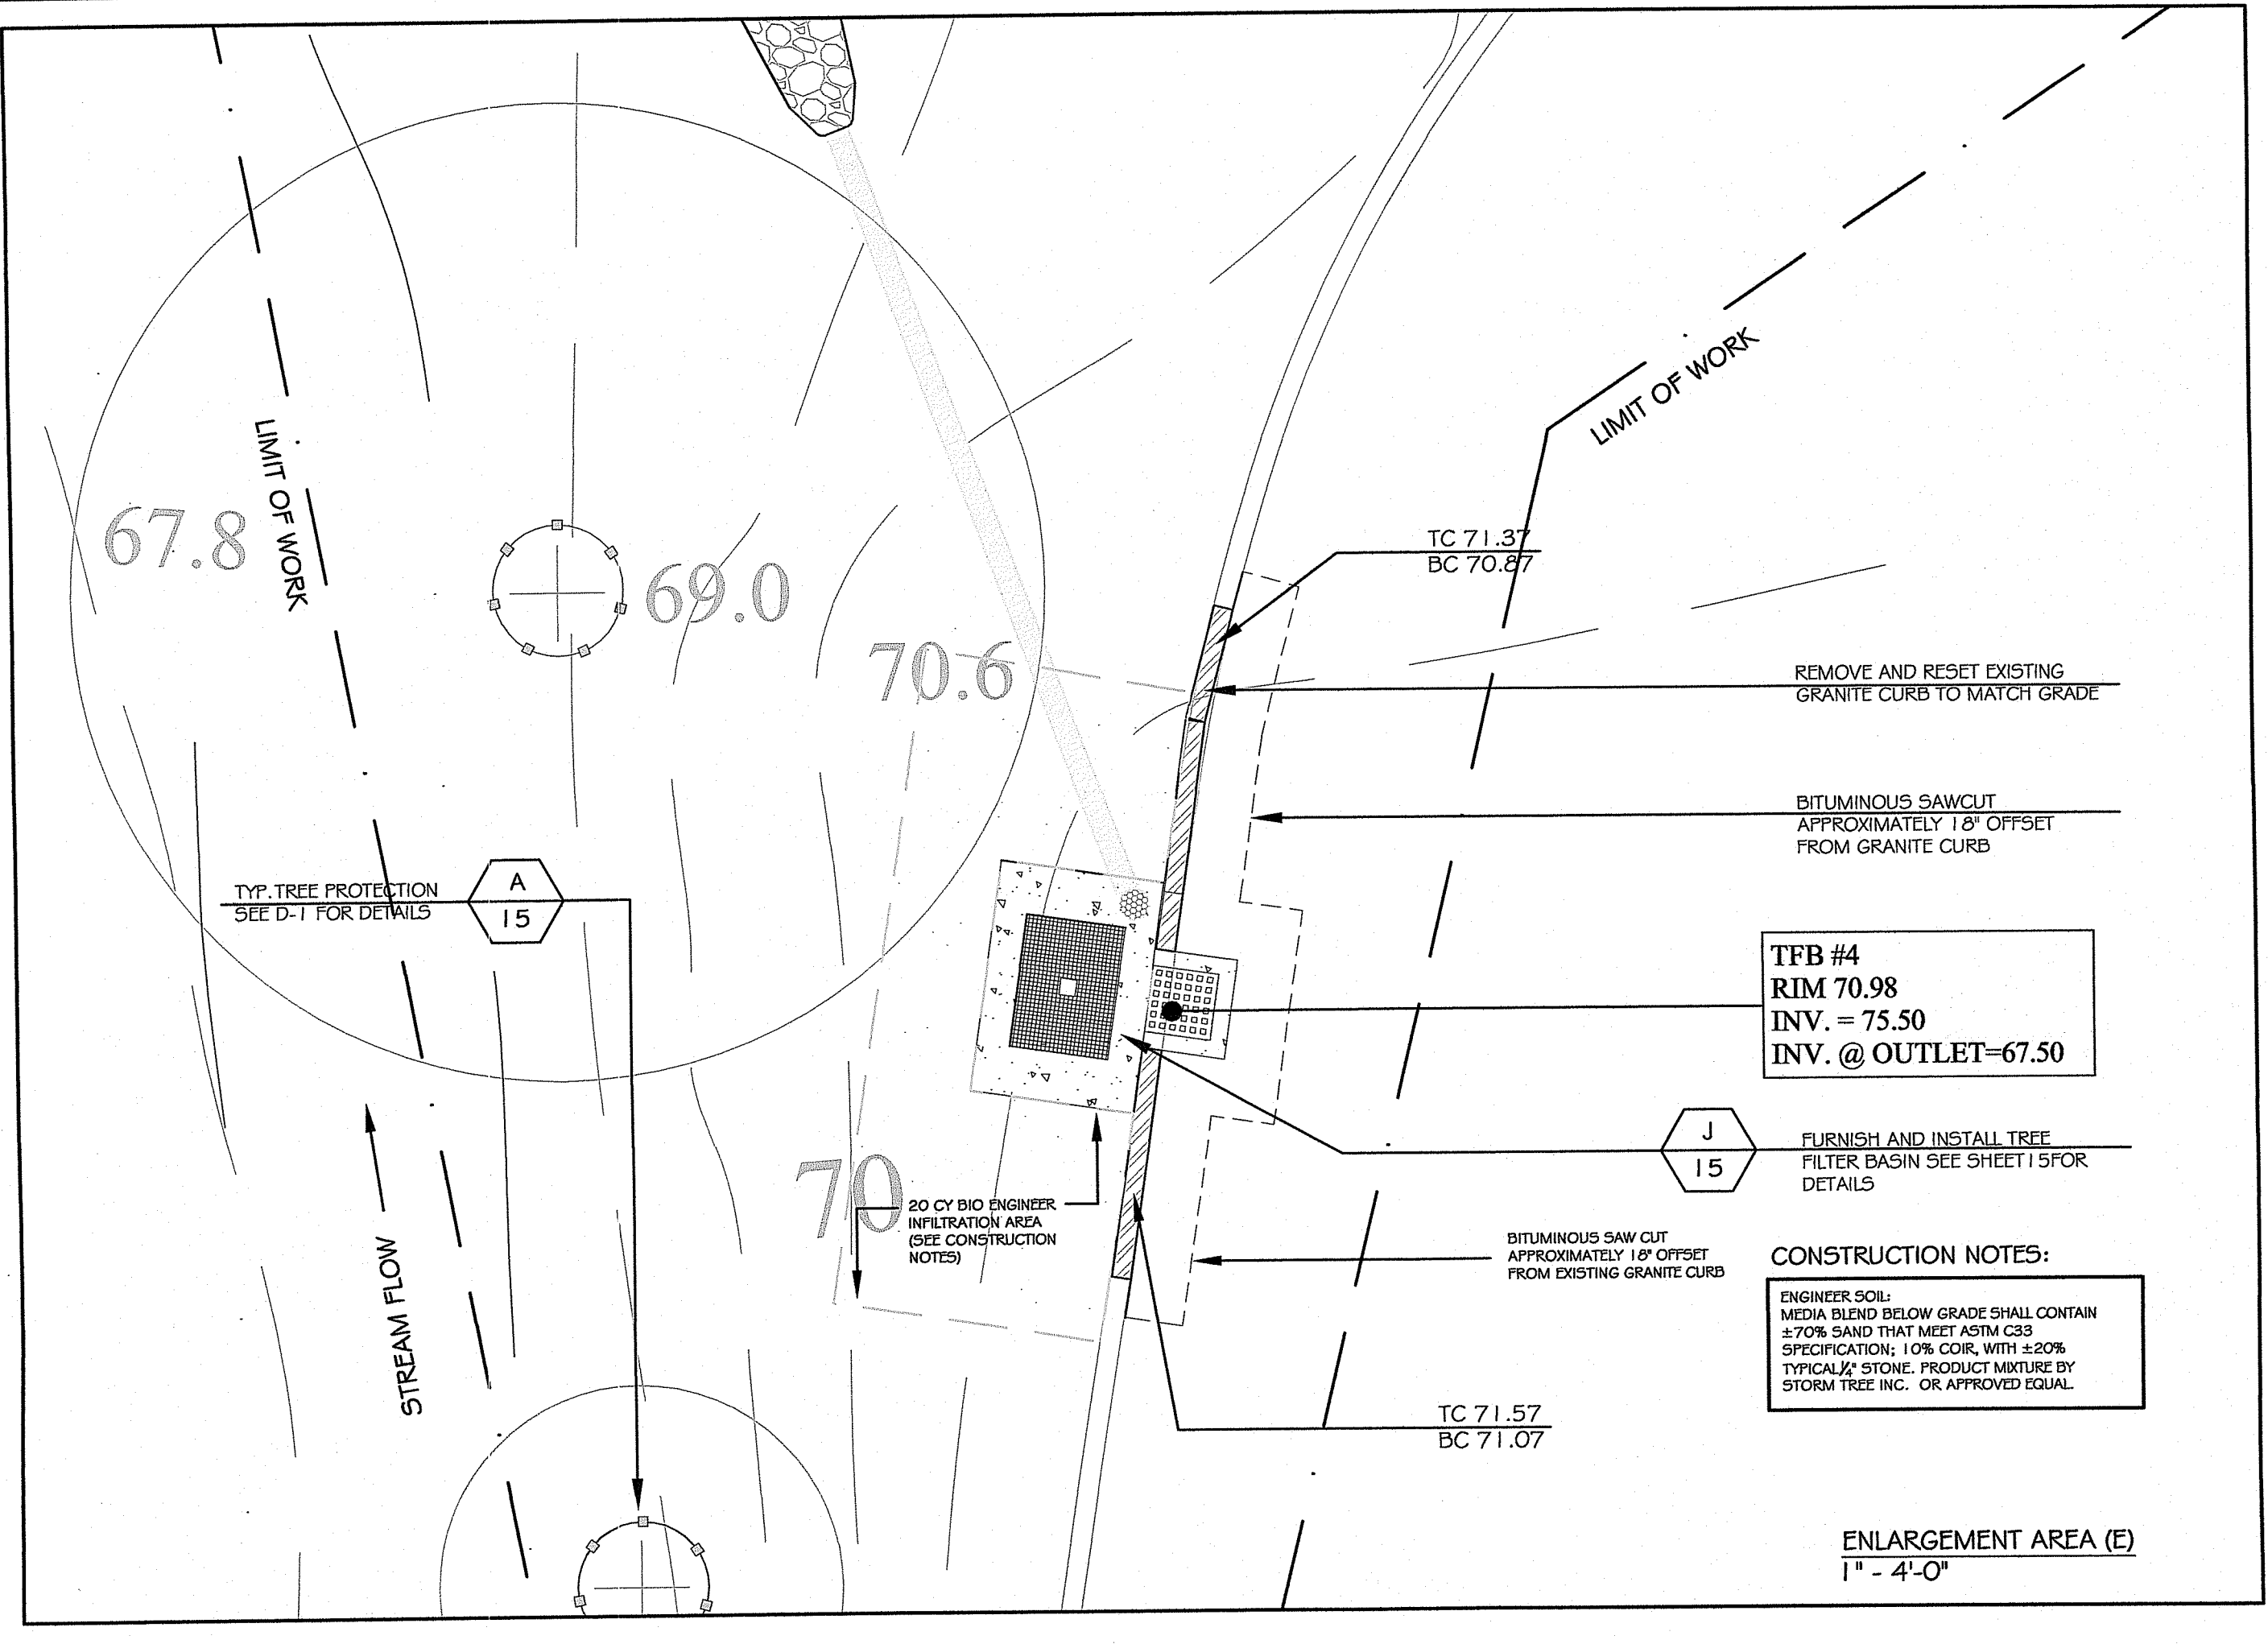 LIMIT OF WORK
LIMIT OF WORK
67.8
69.0
70.6
70
TC 71.37
BC 70.87
REMOVE AND RESET EXISTING
GRANITE CURB TO MATCH GRADE
BITUMINOUS SAWCUT
APPROXIMATELY 18" OFFSET
FROM GRANITE CURB
TYP.TREE PROTECTION
SEE D-1 FOR DETAILS
A
15
TFB #4
RIM 70.98
INV. = 75.50
INV. @ OUTLET=67.50
J
15
FURNISH AND INSTALL TREE
FILTER BASIN SEE SHEET15FOR
DETAILS
20 CY BIO ENGINEER
INFILTRATION AREA
(SEE CONSTRUCTION
NOTES)
STREAM FLOW
BITUMINOUS SAW CUT
APPROXIMATELY 18" OFFSET
FROM EXISTING GRANITE CURB
CONSTRUCTION NOTES:
ENGINEER SOIL:
MEDIA BLEND BELOW GRADE SHALL CONTAIN
±70% SAND THAT MEET ASTM C33
SPECIFICATION; 10% COIR, WITH ±20%
TYPICAL¼" STONE. PRODUCT MIXTURE BY
STORM TREE INC. OR APPROVED EQUAL.
TC 71.57
BC 71.07
ENLARGEMENT AREA (E)
1" - 4'-0"